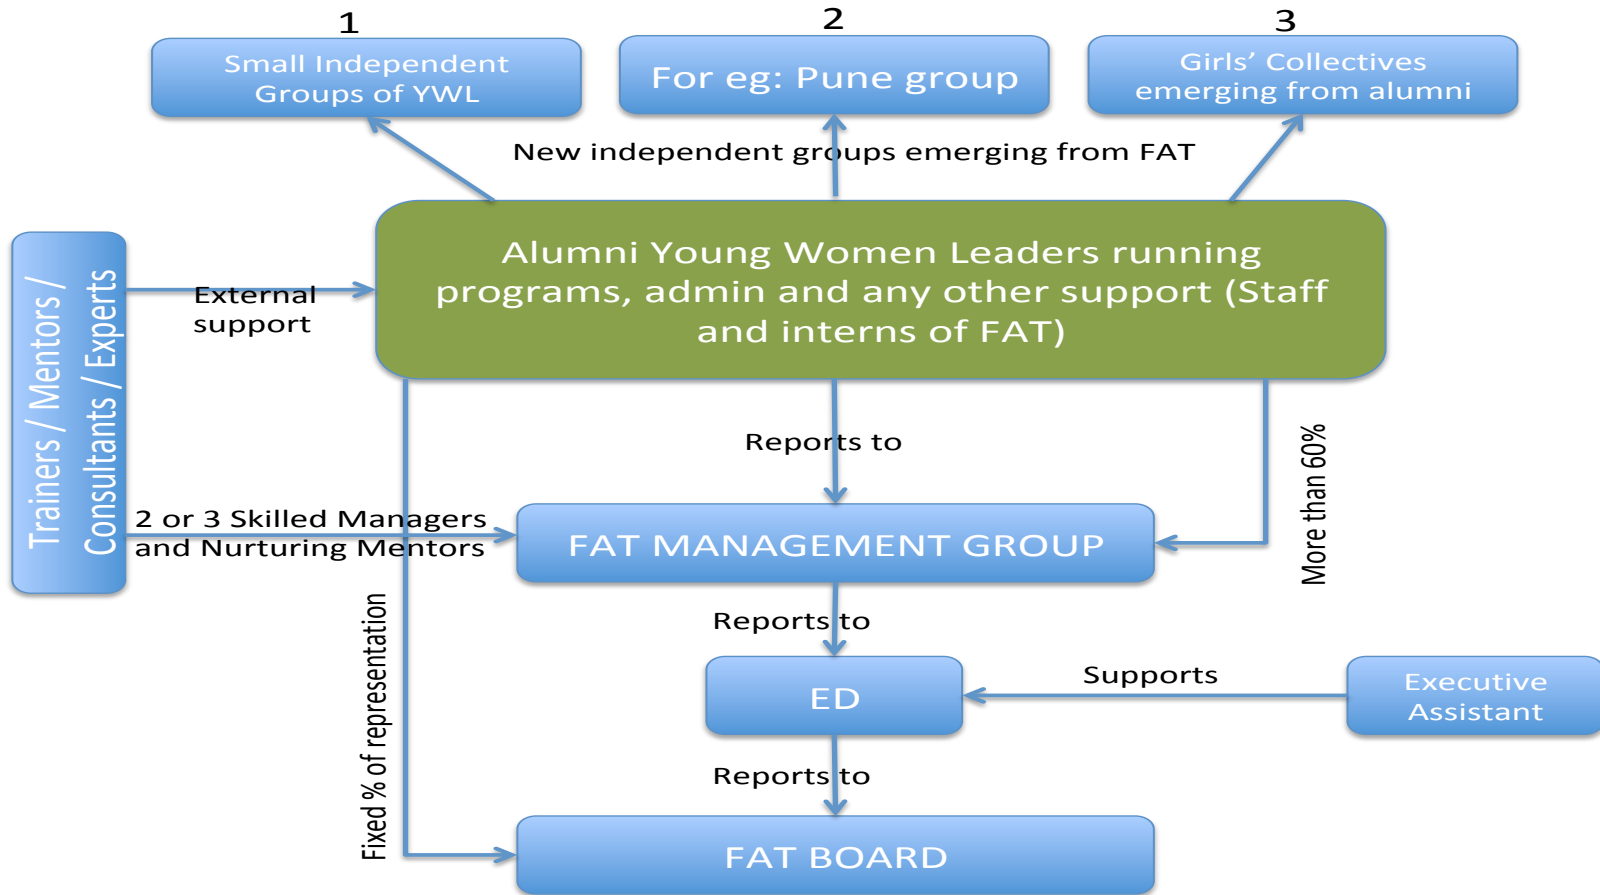 1
2
3
Small Independent
Groups of YWL
For eg: Pune group
Girls’ Collectives
emerging from alumni
New independent groups emerging from FAT
Alumni Young Women Leaders running
programs, admin and any other support (Staff
and interns of FAT)
Trainers / Mentors /
Consultants / Experts
External
support
Reports to
More than 60%
2 or 3 Skilled Managers
and Nurturing Mentors
FAT MANAGEMENT GROUP
Fixed % of representation
Reports to
ED
Supports
Executive
Assistant
Reports to
FAT BOARD